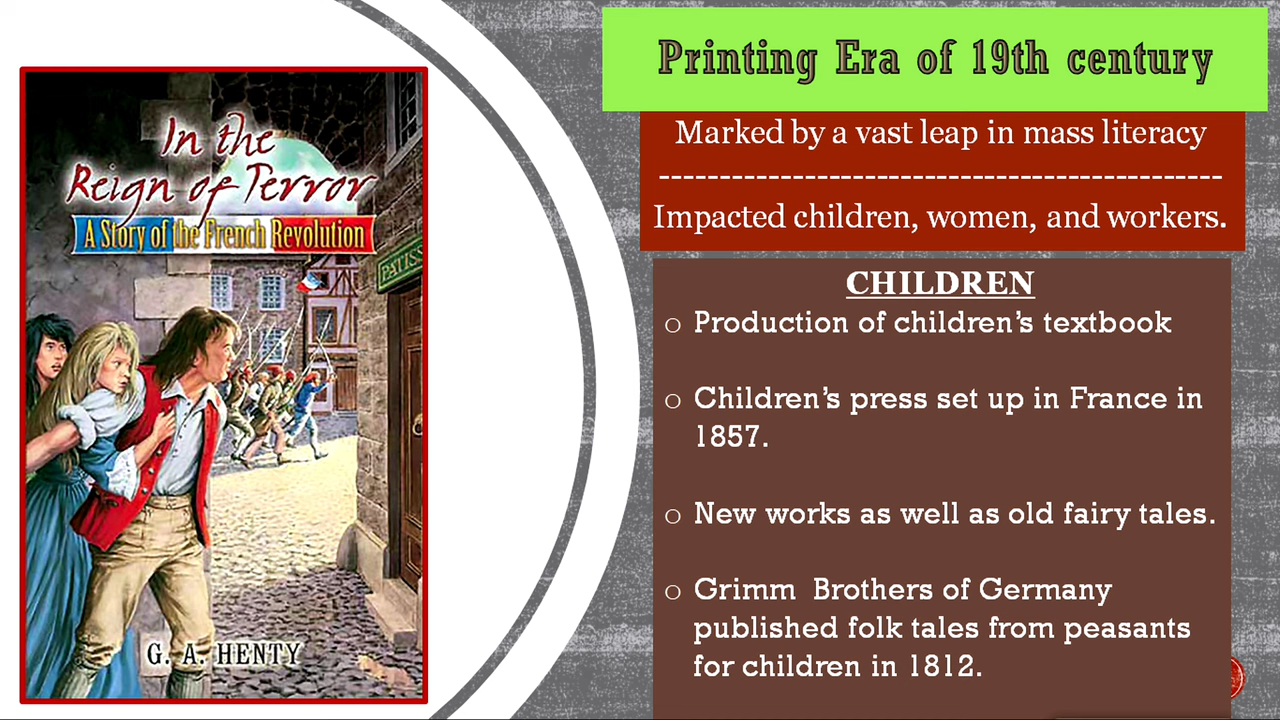 In the
Reign of Terror
A Story of the French Revolution
PATISS
G. A. HENTY
Printing Era of 19th century
Marked by a vast leap in mass literacy
----------------------------------------------
Impacted children, women, and workers.
CHILDREN
o Production of children's textbook
o Children's press set up in France in
1857.
o New works as well as old fairy tales.
o Grimm Brothers of Germany
published folk tales from peasants
for children in 1812.